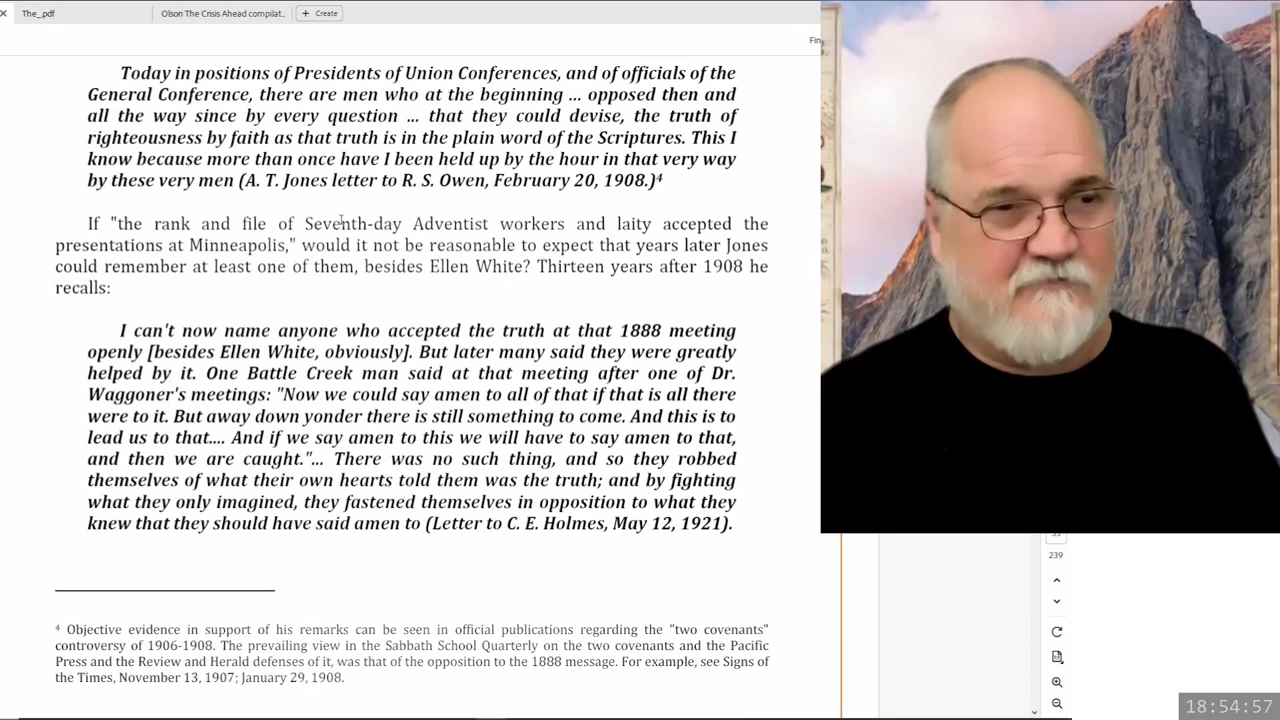 The_.pdf
Olson The Crisis Ahead compilat..
+ Create
Fin
Today in positions of Presidents of Union Conferences, and of officials of the
General Conference, there are men who at the beginning ... opposed then and
all the way since by every question ... that they could devise, the truth of
righteousness by faith as that truth is in the plain word of the Scriptures. This I
know because more than once have I been held up by the hour in that very way
by these very men (A. T. Jones letter to R. S. Owen, February 20, 1908.)⁴
If "the rank and file of Seventh-day Adventist workers and laity accepted the
presentations at Minneapolis," would it not be reasonable to expect that years later Jones
could remember at least one of them, besides Ellen White? Thirteen years after 1908 he
recalls:
I can't now name anyone who accepted the truth at that 1888 meeting
openly [besides Ellen White, obviously]. But later many said they were greatly
helped by it. One Battle Creek man said at that meeting after one of Dr.
Waggoner's meetings: "Now we could say amen to all of that if that is all there
were to it. But away down yonder there is still something to come. And this is to
lead us to that.... And if we say amen to this we will have to say amen to that,
and then we are caught."... There was no such thing, and so they robbed
themselves of what their own hearts told them was the truth; and by fighting
what they only imagined, they fastened themselves in opposition to what they
knew that they should have said amen to (Letter to C. E. Holmes, May 12, 1921).
⁴ Objective evidence in support of his remarks can be seen in official publications regarding the "two covenants"
controversy of 1906-1908. The prevailing view in the Sabbath School Quarterly on the two covenants and the Pacific
Press and the Review and Herald defenses of it, was that of the opposition to the 1888 message. For example, see Signs of
the Times, November 13, 1907; January 29, 1908.
239
18:54:57